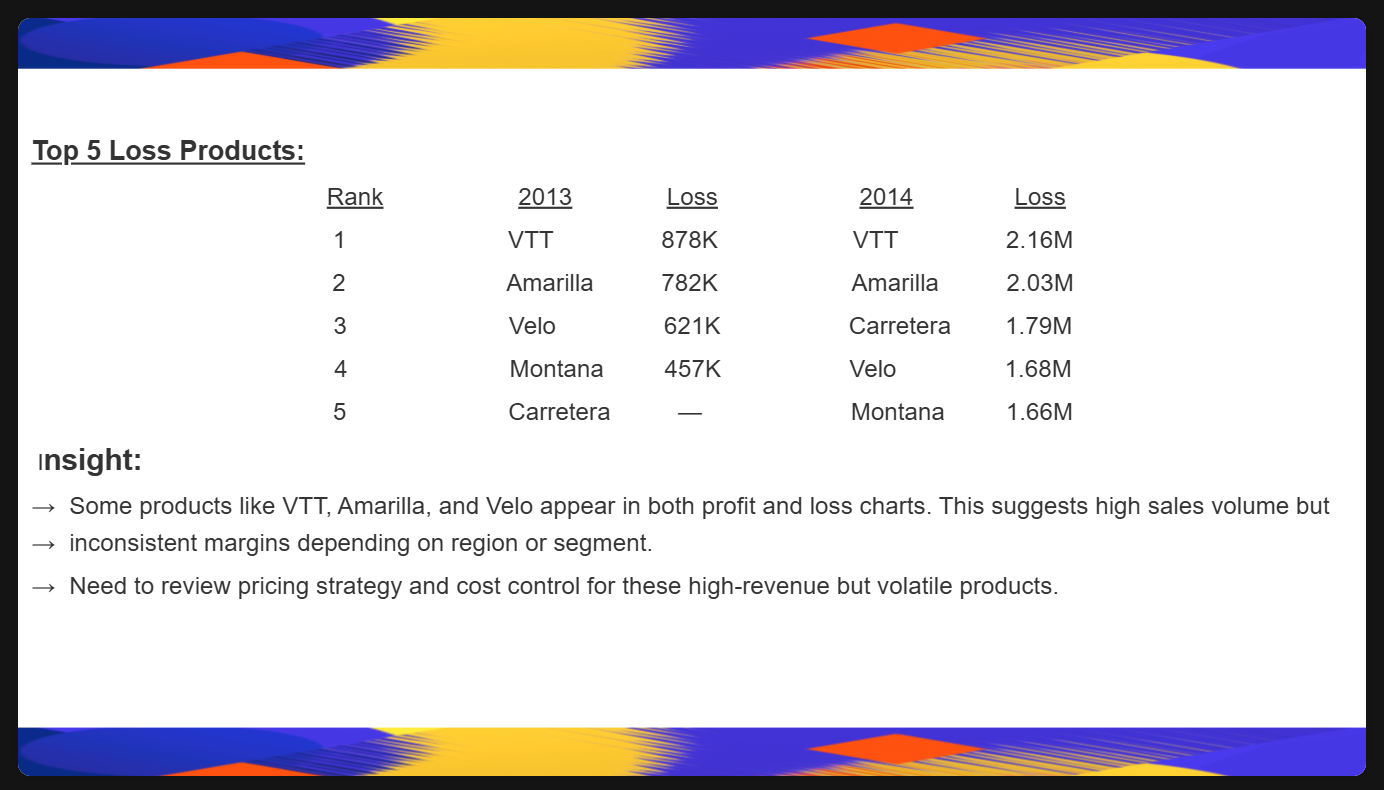 Top 5 Loss Products:
Rank 2013 Loss 2014 Loss
1 VTT 878K VTT 2.16M
2 Amarilla 782K Amarilla 2.03M
3 Velo 621K Carretera 1.79M
4 Montana 457K Velo 1.68M
5 Carretera — Montana 1.66M
Insight:
→ Some products like VTT, Amarilla, and Velo appear in both profit and loss charts. This suggests high sales volume but
→ inconsistent margins depending on region or segment.
→ Need to review pricing strategy and cost control for these high-revenue but volatile products.